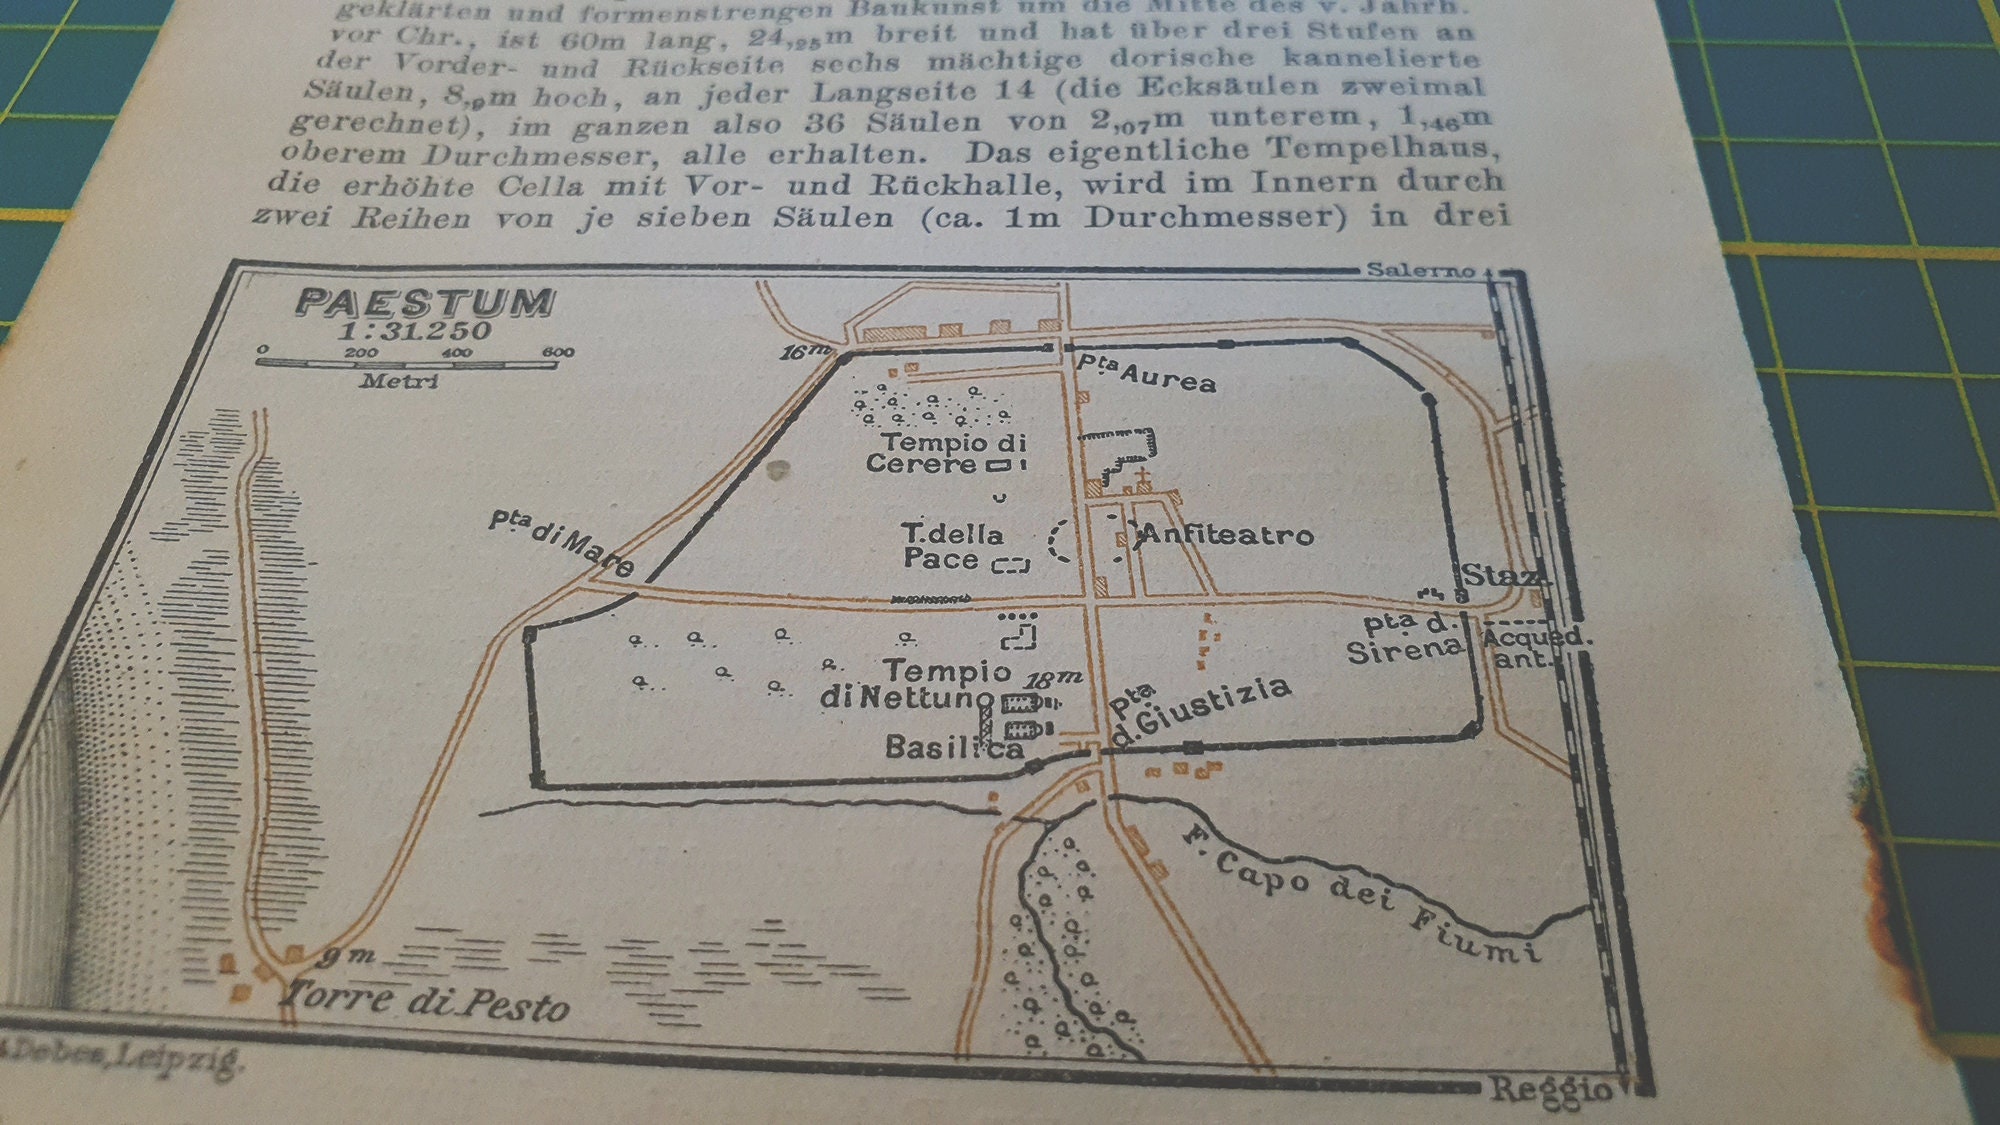 geklärten und formenstrengen Baukunst um die Mitte des v. Jahrh.
vor Chr., ist 60m lang, 24,25m breit und hat über drei Stufen an
der Vorder- und Rückseite sechs mächtige dorische kannelierte
Säulen, 8,9m hoch, an jeder Langseite 14 (die Ecksäulen zweimal
gerechnet), im ganzen also 36 Säulen von 2,07m unterem, 1,46m
oberem Durchmesser, alle erhalten. Das eigentliche Tempelhaus,
die erhöhte Cella mit Vor- und Rückhalle, wird im Innern durch
zwei Reihen von je sieben Säulen (ca. 1m Durchmesser) in drei
Salerno
PAESTUM
1:31.250
0 200 400 600
Metri
16m
Pta Aurea
Tempio di
Cerere
Pta di Mare
T. della
Pace
Anfiteatro
Staz.
Pta d.
Sirena
Acqued.
ant.
Tempio
di Nettuno
18m
Basilica
Pta
d. Giustizia
F. Capo dei Fiumi
9m
Torre di Pesto
Debes, Leipzig.
Reggio